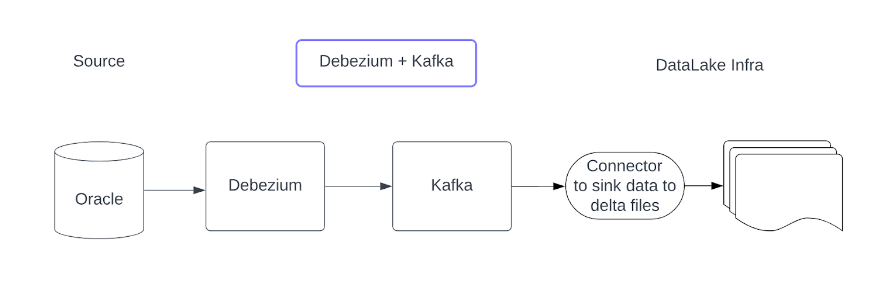 Source
Debezium + Kafka
DataLake Infra
Oracle
Debezium
Kafka
Connector
to sink data to
delta files